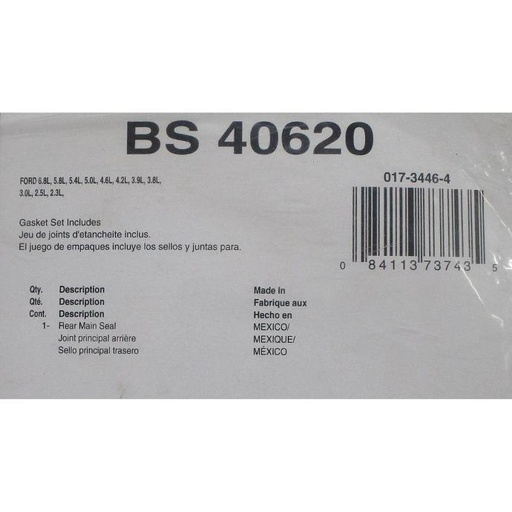 BS 40620
FORD 6.8L, 5.8L, 5.4L, 5.0L, 4.6L, 4.2L, 3.9L, 3.8L,
3.0L, 2.5L, 2.3L,
017-3446-4
Gasket Set Includes
Jeu de joints d'etancheite inclus.
El juego de empaques incluye los sellos y juntas para.
0 84113 73743 5
Qty. Description Made In
Qté. Description Fabrique aux
Cont. Description Hecho en
1- Rear Main Seal MEXICO/
Joint principal arrière MEXIQUE/
Sello principal trasero MÉXICO